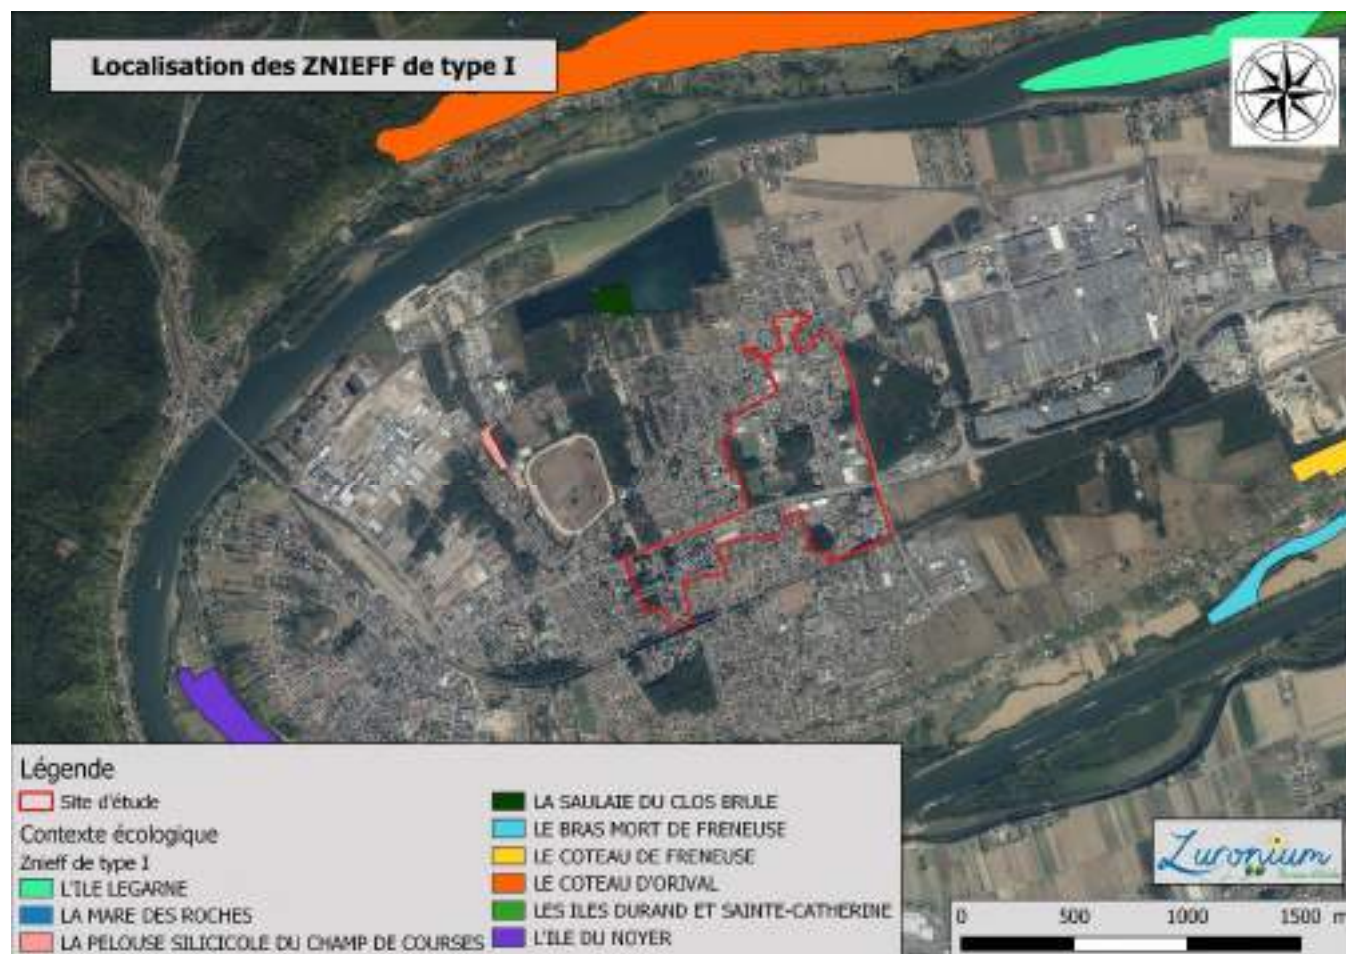 Localisation des ZNIEFF de type I
Légende
Site d'étude
Contexte écologique
Znieff de type I
L'ILE LEGARNE
LA MARE DES ROCHES
LA PELOUSE SILICICOLE DU CHAMP DE COURSES
LA SAULAIE DU CLOS BRULE
LE BRAS MORT DE FRENEUSE
LE COTEAU DE FRENEUSE
LE COTEAU D'ORIVAL
LES ILES DURAND ET SAINTE-CATHERINE
L'ILE DU NOYER
Luronium
0 500 1000 1500 m